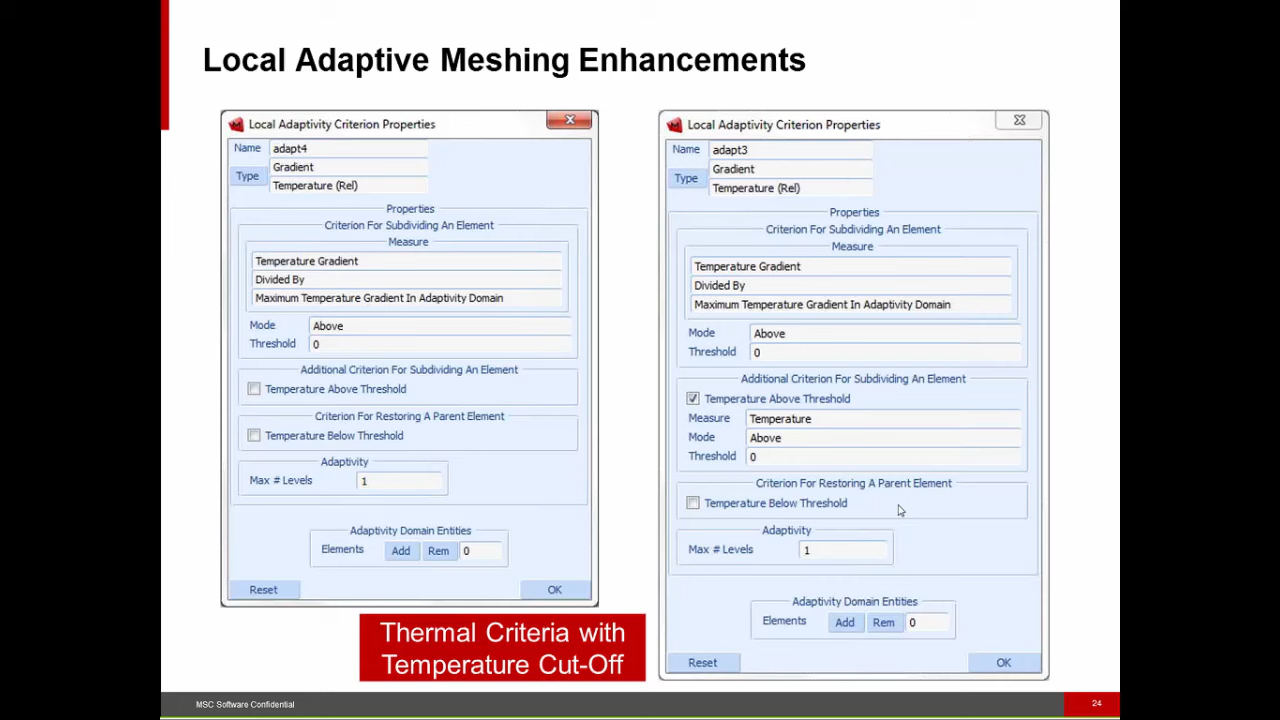 Local Adaptive Meshing Enhancements
Local Adaptivity Criterion Properties
Name adapt4
Type Gradient
Temperature (Rel)
Properties
Criterion For Subdividing An Element
Measure
Temperature Gradient
Divided By
Maximum Temperature Gradient In Adaptivity Domain
Mode Above
Threshold 0
Additional Criterion For Subdividing An Element
Temperature Above Threshold
Criterion For Restoring A Parent Element
Temperature Below Threshold
Adaptivity
Max # Levels 1
Adaptivity Domain Entities
Elements Add Rem 0
Reset OK
Local Adaptivity Criterion Properties
Name adapt3
Type Gradient
Temperature (Rel)
Properties
Criterion For Subdividing An Element
Measure
Temperature Gradient
Divided By
Maximum Temperature Gradient In Adaptivity Domain
Mode Above
Threshold 0
Additional Criterion For Subdividing An Element
Temperature Above Threshold
Measure Temperature
Mode Above
Threshold 0
Criterion For Restoring A Parent Element
Temperature Below Threshold
Adaptivity
Max # Levels 1
Adaptivity Domain Entities
Elements Add Rem 0
Reset OK
Thermal Criteria with
Temperature Cut-Off
MSC Software Confidential
24